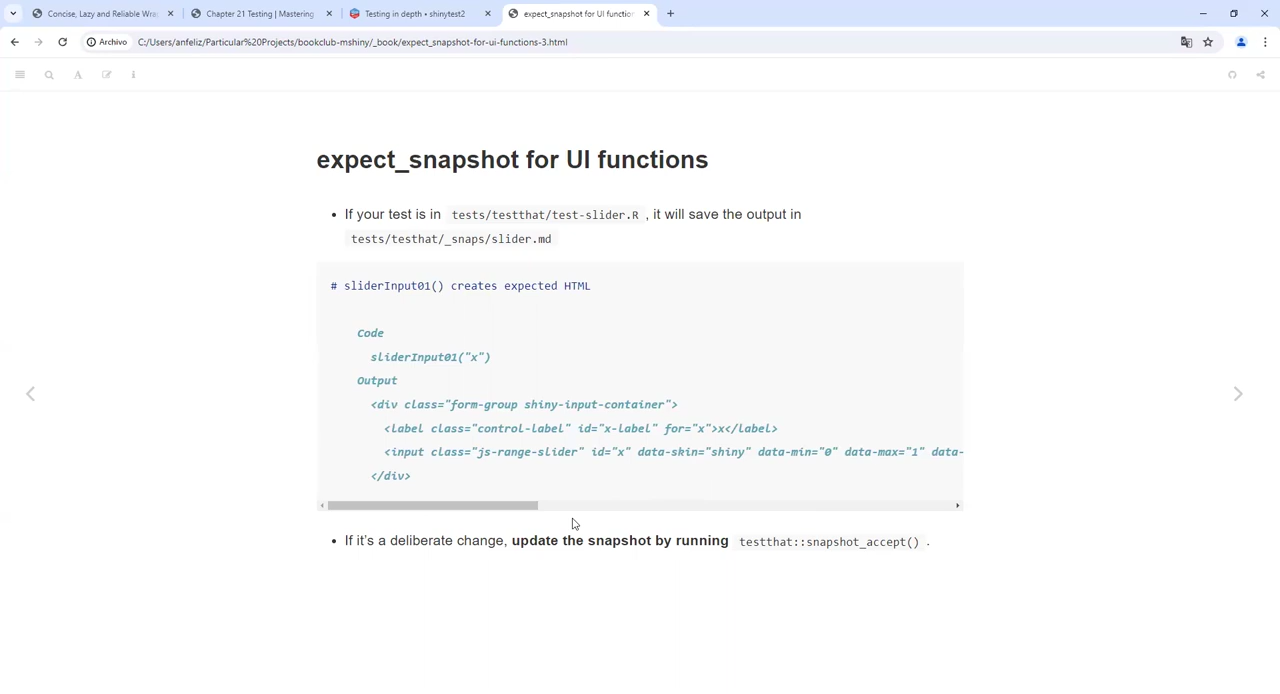 Concise, Lazy and Reliable Wra
Chapter 21 Testing | Mastering
Testing in depth • shinytest2
expect_snapshot for UI function
Archivo
C:/Users/anfeliz/Particular%20Projects/bookclub-mshiny/_book/expect_snapshot-for-ui-functions-3.html
expect_snapshot for UI functions
• If your test is in tests/testthat/test-slider.R , it will save the output in
tests/testhat/_snaps/slider.md
# sliderInput01() creates expected HTML
Code
sliderInput01("x")
Output
<div class="form-group shiny-input-container">
<label class="control-label" id="x-label" for="x">x</label>
<input class="js-range-slider" id="x" data-skin="shiny" data-min="0" data-max="1" data-
</div>
• If it's a deliberate change, update the snapshot by running testthat::snapshot_accept() .